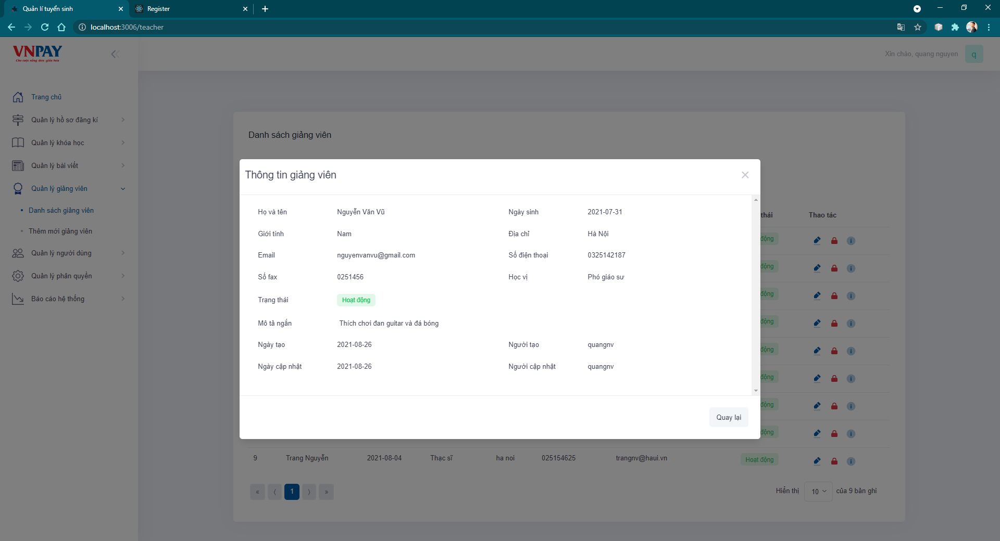 Quản lí tuyển sinh
Register
localhost:3006/teacher
VNPAY
Cho cuộc sống đơn giản hơn
Xin chào, quang nguyen
q
Trang chủ
Quản lý hồ sơ đăng kí
Quản lý khóa học
Quản lý bài viết
Quản lý giảng viên
Danh sách giảng viên
Thêm mới giảng viên
Quản lý người dùng
Quản lý phân quyền
Báo cáo hệ thống
Danh sách giảng viên
Thông tin giảng viên
Họ và tên Nguyễn Văn Vũ Ngày sinh 2021-07-31
Giới tính Nam Địa chỉ Hà Nội
Email nguyenvanvu@gmail.com Số điện thoại 0325142187
Số fax 0251456 Học vị Phó giáo sư
Trạng thái Hoạt động
Mô tả ngắn Thích chơi đan guitar và đá bóng
Ngày tạo 2021-08-26 Người tạo quangnv
Ngày cập nhật 2021-08-26 Người cập nhật quangnv
Quay lại
thái Thao tác
động
động
động
động
động
động
động
động
9 Trang Nguyễn 2021-08-04 Thạc sĩ ha noi 025154625 trangnv@haui.vn Hoạt động
« ⟨ 1 ⟩ »
Hiển thị 10 của 9 bản ghi